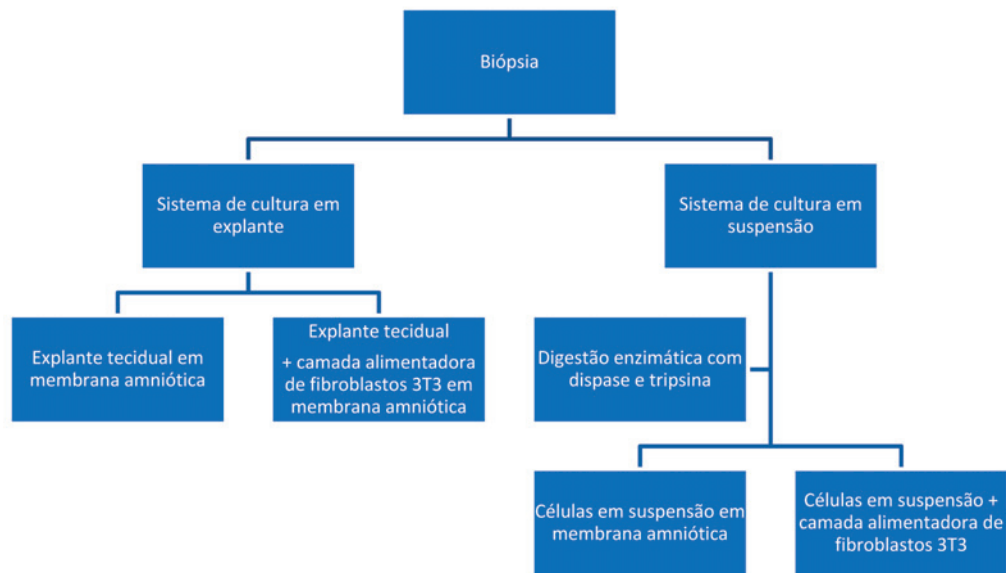 Biópsia
Sistema de cultura em
explante
Sistema de cultura em
suspensão
Explante tecidual em
membrana amniótica
Explante tecidual
+ camada alimentadora
de fibroblastos 3T3 em
membrana amniótica
Digestão enzimática com
dispase e tripsina
Células em suspensão em
membrana amniótica
Células em suspensão +
camada alimentadora de
fibroblastos 3T3